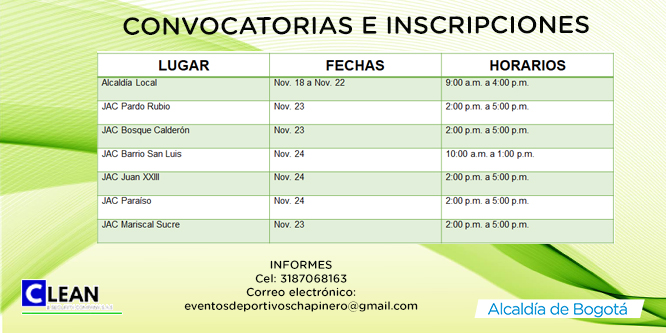 CONVOCATORIAS E INSCRIPCIONES
LUGAR FECHAS HORARIOS
Alcaldía Local Nov. 18 a Nov. 22 9:00 a.m. a 4:00 p.m.
JAC Pardo Rubio Nov. 23 2:00 p.m. a 5:00 p.m.
JAC Bosque Calderón Nov. 23 2:00 p.m. a 5:00 p.m.
JAC Barrio San Luis Nov. 24 10:00 a.m. a 1:00 p.m.
JAC Juan XXIII Nov. 24 2:00 p.m. a 5:00 p.m.
JAC Paraíso Nov. 24 2:00 p.m. a 5:00 p.m.
JAC Mariscal Sucre Nov. 23 2:00 p.m. a 5:00 p.m.
INFORMES
Cel: 3187068163
Correo electrónico:
eventosdeportivoschapinero@gmail.com
CLEAN
Alcaldía de Bogotá